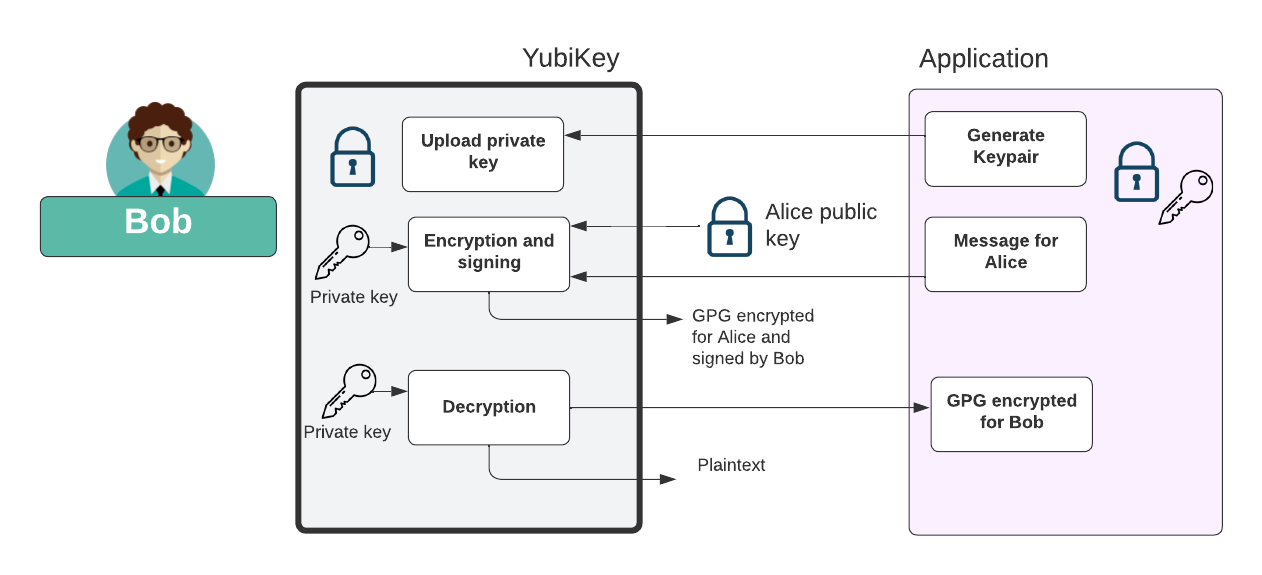 YubiKey
Application
Bob
Upload private
key
Generate
Keypair
Alice public
key
Encryption and
signing
Message for
Alice
Private key
GPG encrypted
for Alice and
signed by Bob
Decryption
GPG encrypted
for Bob
Private key
Plaintext